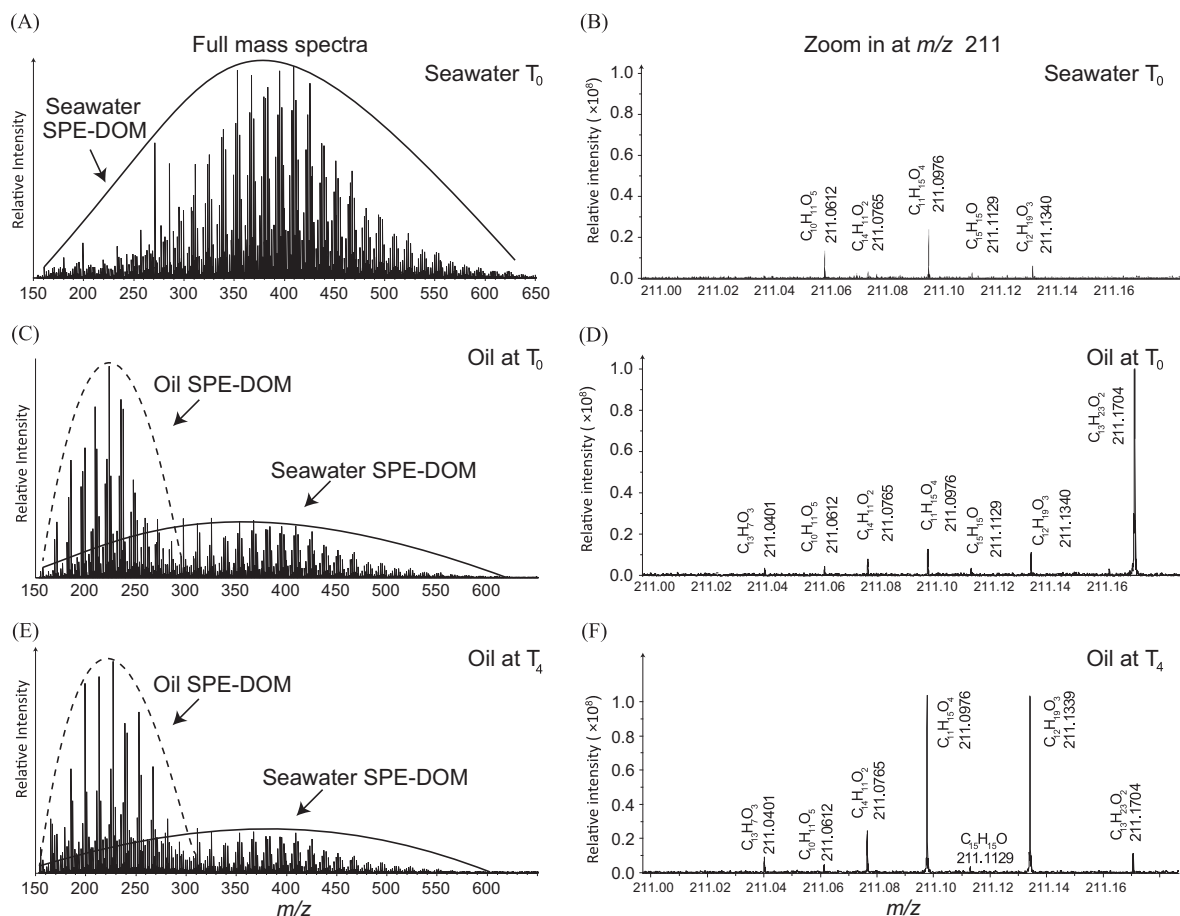 (A)
Full mass spectra
Seawater T0
Seawater
SPE-DOM
Relative Intensity
150 200 250 300 350 400 450 500 550 600 650
(B)
Zoom in at m/z 211
Seawater T0
Relative intensity ( ×10⁸)
1.0
0.8
0.6
0.4
0.2
0.0
C10H11O5
211.0612
C14H11O2
211.0765
C11H15O4
211.0976
C15H15O
211.1129
C12H19O3
211.1340
211.00 211.02 211.04 211.06 211.08 211.10 211.12 211.14 211.16
(C)
Oil at T0
Oil SPE-DOM
Seawater SPE-DOM
Relative Intensity
150 200 250 300 350 400 450 500 550 600
(D)
Oil at T0
Relative intensity ( ×10⁸)
1.0
0.8
0.6
0.4
0.2
0.0
C13H7O3
211.0401
C10H11O5
211.0612
C14H11O2
211.0765
C11H15O4
211.0976
C15H15O
211.1129
C12H19O3
211.1340
C13H23O2
211.1704
211.00 211.02 211.04 211.06 211.08 211.10 211.12 211.14 211.16
(E)
Oil at T4
Oil SPE-DOM
Seawater SPE-DOM
Relative Intensity
150 200 250 300 350 400 450 500 550 600
m/z
(F)
Oil at T4
Relative intensity ( ×10⁸)
1.0
0.8
0.6
0.4
0.2
0.0
C13H7O3
211.0401
C10H11O5
211.0612
C14H11O2
211.0765
C11H15O4
211.0976
C15H15O
211.1129
C12H19O3
211.1339
C13H23O2
211.1704
211.00 211.02 211.04 211.06 211.08 211.10 211.12 211.14 211.16
m/z